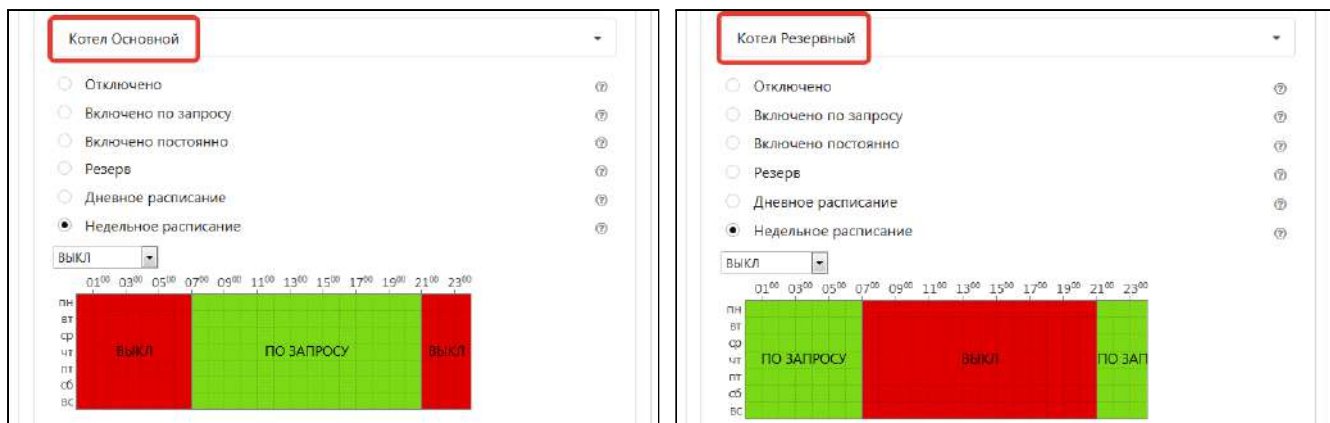 Котел Основной
Отключено
Включено по запросу
Включено постоянно
Резерв
Дневное расписание
Недельное расписание
ВЫКЛ
01⁰⁰ 03⁰⁰ 05⁰⁰ 07⁰⁰ 09⁰⁰ 11⁰⁰ 13⁰⁰ 15⁰⁰ 17⁰⁰ 19⁰⁰ 21⁰⁰ 23⁰⁰
пн
вт
ср
чт ВЫКЛ ПО ЗАПРОСУ ВЫКЛ
пт
сб
вс
Котел Резервный
Отключено
Включено по запросу
Включено постоянно
Резерв
Дневное расписание
Недельное расписание
ВЫКЛ
01⁰⁰ 03⁰⁰ 05⁰⁰ 07⁰⁰ 09⁰⁰ 11⁰⁰ 13⁰⁰ 15⁰⁰ 17⁰⁰ 19⁰⁰ 21⁰⁰ 23⁰⁰
пн
вт
ср
чт ПО ЗАПРОСУ ВЫКЛ ПО ЗАП
пт
сб
вс